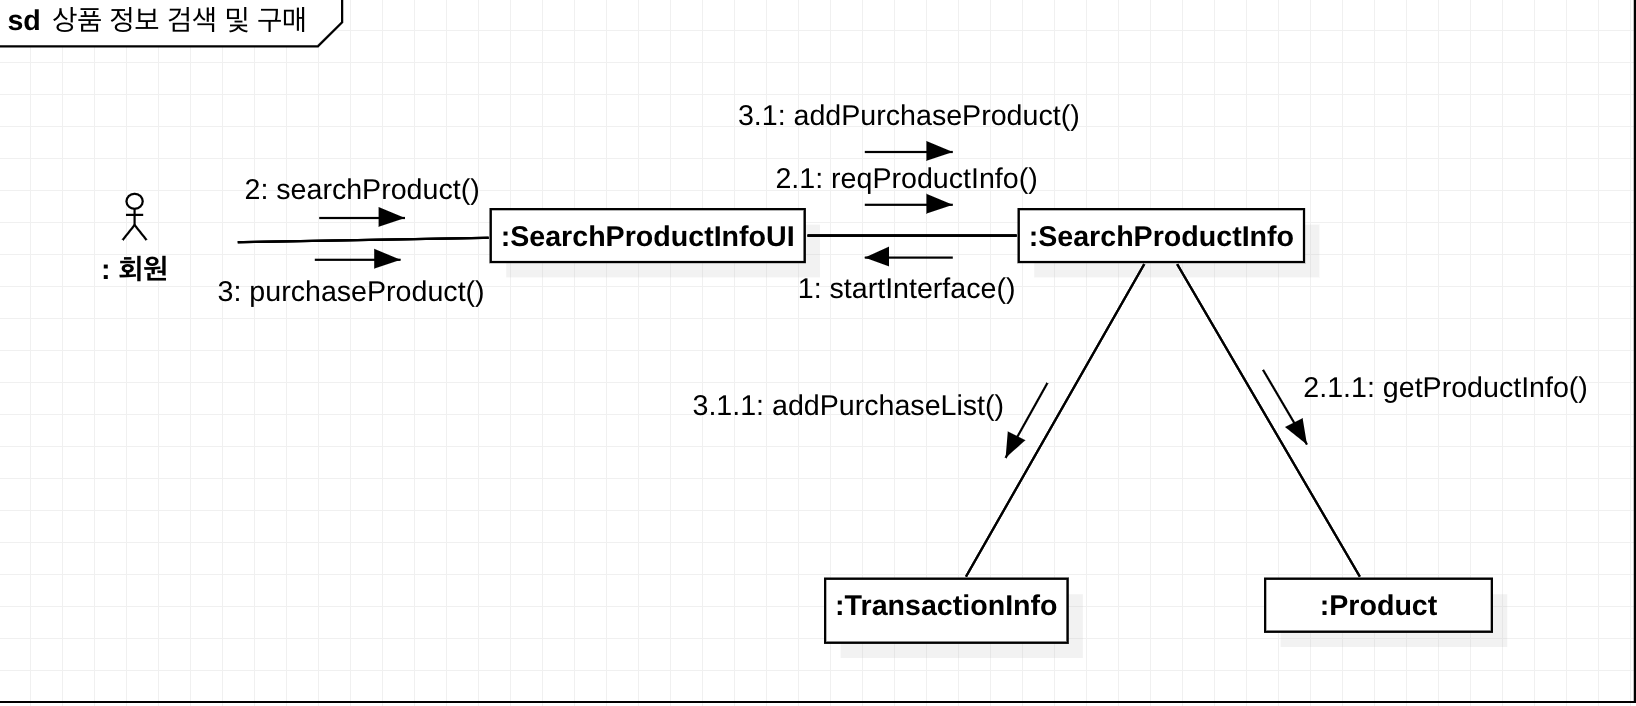 sd 상품 정보 검색 및 구매
3.1: addPurchaseProduct()
2: searchProduct()
2.1: reqProductInfo()
:SearchProductInfoUI
:SearchProductInfo
: 회원
3: purchaseProduct()
1: startInterface()
3.1.1: addPurchaseList()
2.1.1: getProductInfo()
:TransactionInfo
:Product